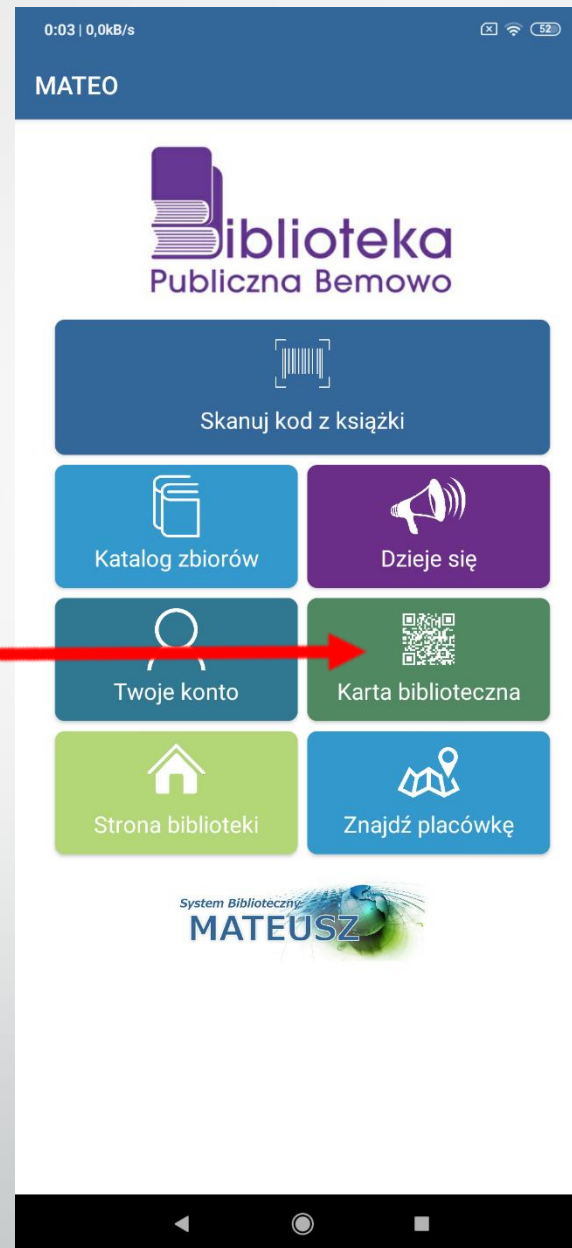 0:03 | 0,0kB/s 52
MATEO
Biblioteka
Publiczna Bemowo
Skanuj kod z książki
Katalog zbiorów
Dzieje się
Twoje konto
Karta biblioteczna
Strona biblioteki
Znajdź placówkę
System Biblioteczny
MATEUSZ